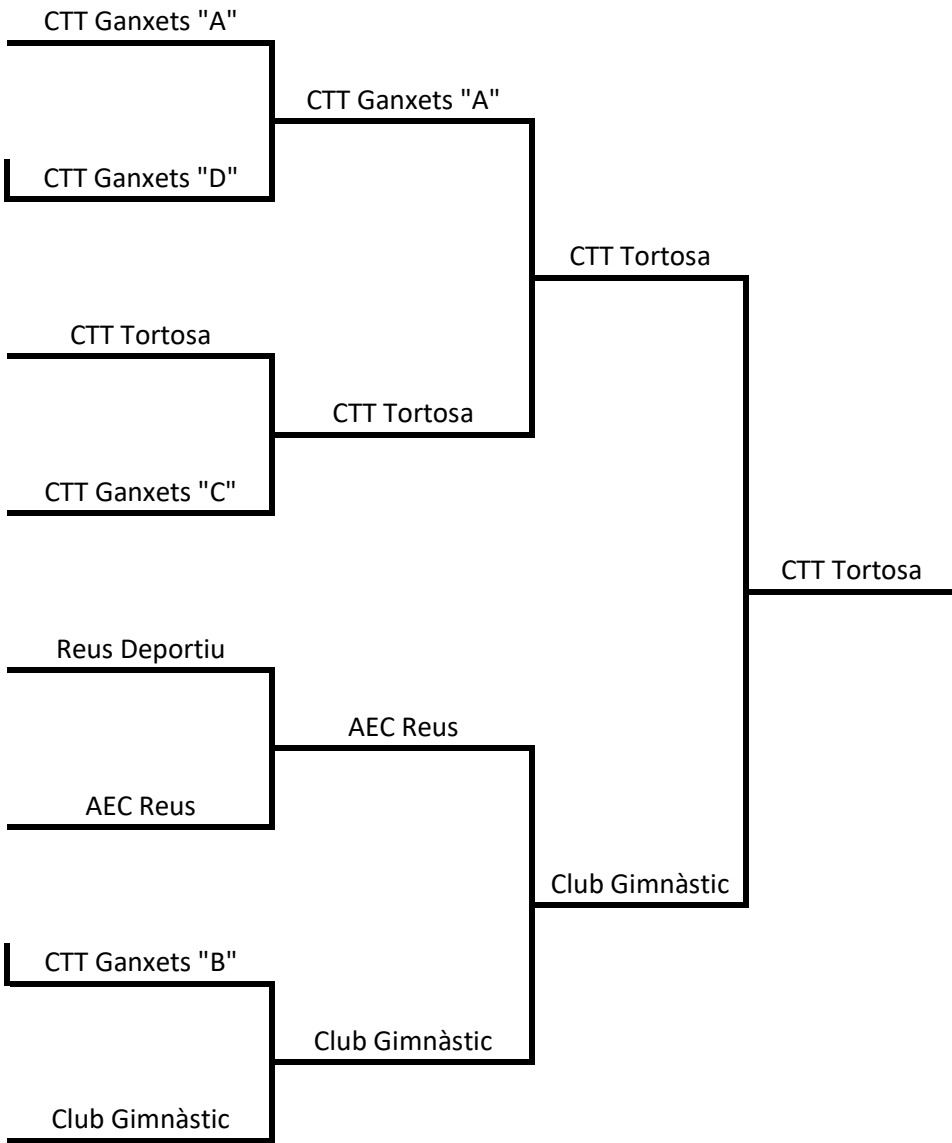 CTT Ganxets "A"
CTT Ganxets "A"
CTT Ganxets "D"
CTT Tortosa
CTT Tortosa
CTT Tortosa
CTT Ganxets "C"
CTT Tortosa
Reus Deportiu
AEC Reus
AEC Reus
Club Gimnàstic
CTT Ganxets "B"
Club Gimnàstic
Club Gimnàstic